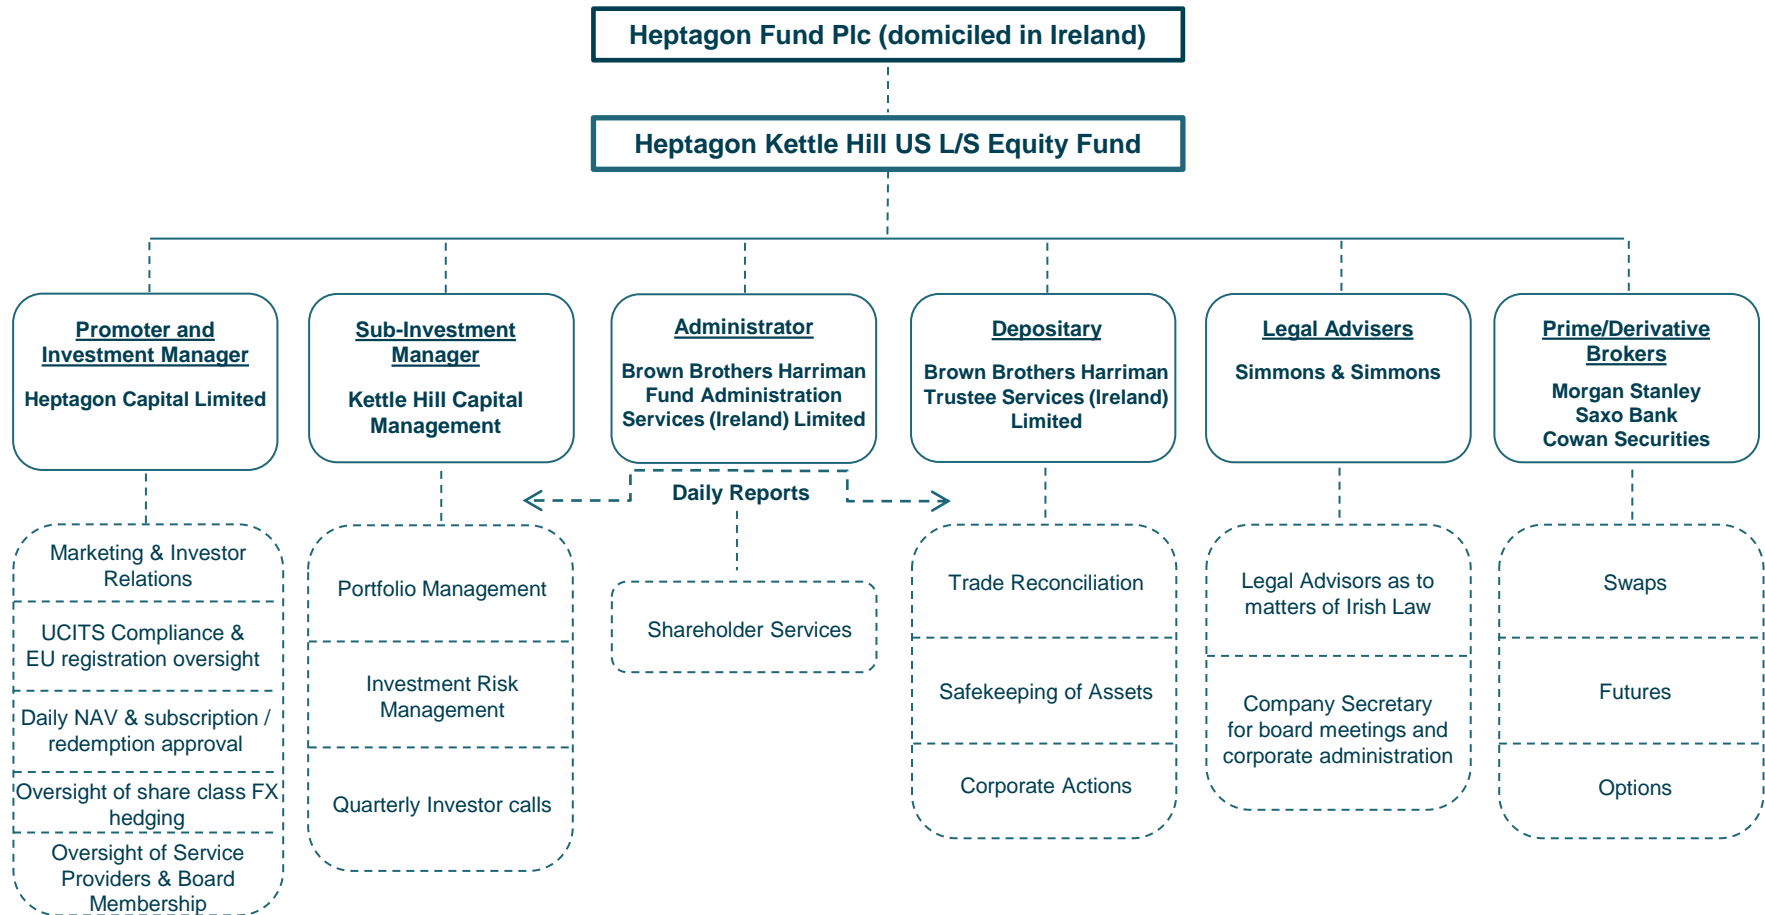 Heptagon Fund Plc (domiciled in Ireland)
Heptagon Kettle Hill US L/S Equity Fund
Promoter and
Investment Manager
Heptagon Capital Limited
Sub-Investment
Manager
Kettle Hill Capital
Management
Administrator
Brown Brothers Harriman
Fund Administration
Services (Ireland) Limited
Depositary
Brown Brothers Harriman
Trustee Services (Ireland)
Limited
Legal Advisers
Simmons & Simmons
Prime/Derivative
Brokers
Morgan Stanley
Saxo Bank
Cowan Securities
Daily Reports
Marketing & Investor
Relations
UCITS Compliance &
EU registration oversight
Daily NAV & subscription /
redemption approval
Oversight of share class FX
hedging
Oversight of Service
Providers & Board
Membership
Portfolio Management
Investment Risk
Management
Quarterly Investor calls
Shareholder Services
Trade Reconciliation
Safekeeping of Assets
Corporate Actions
Legal Advisors as to
matters of Irish Law
Company Secretary
for board meetings and
corporate administration
Swaps
Futures
Options